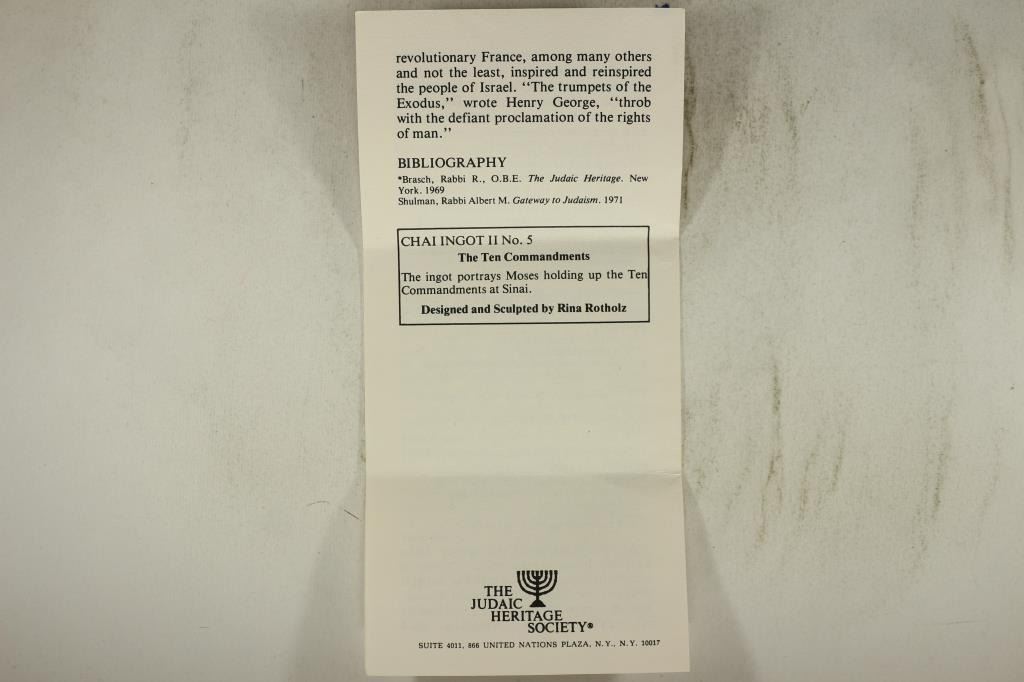 revolutionary France, among many others
and not the least, inspired and reinspired
the people of Israel. “The trumpets of the
Exodus,” wrote Henry George, “throb
with the defiant proclamation of the rights
of man.”
BIBLIOGRAPHY
*Brasch, Rabbi R., O.B.E. The Judaic Heritage. New
York. 1969
Shulman, Rabbi Albert M. Gateway to Judaism. 1971
CHAI INGOT II No. 5
The Ten Commandments
The ingot portrays Moses holding up the Ten
Commandments at Sinai.
Designed and Sculpted by Rina Rotholz
THE
JUDAIC
HERITAGE
SOCIETY®
SUITE 4011, 866 UNITED NATIONS PLAZA, N.Y., N.Y. 10017